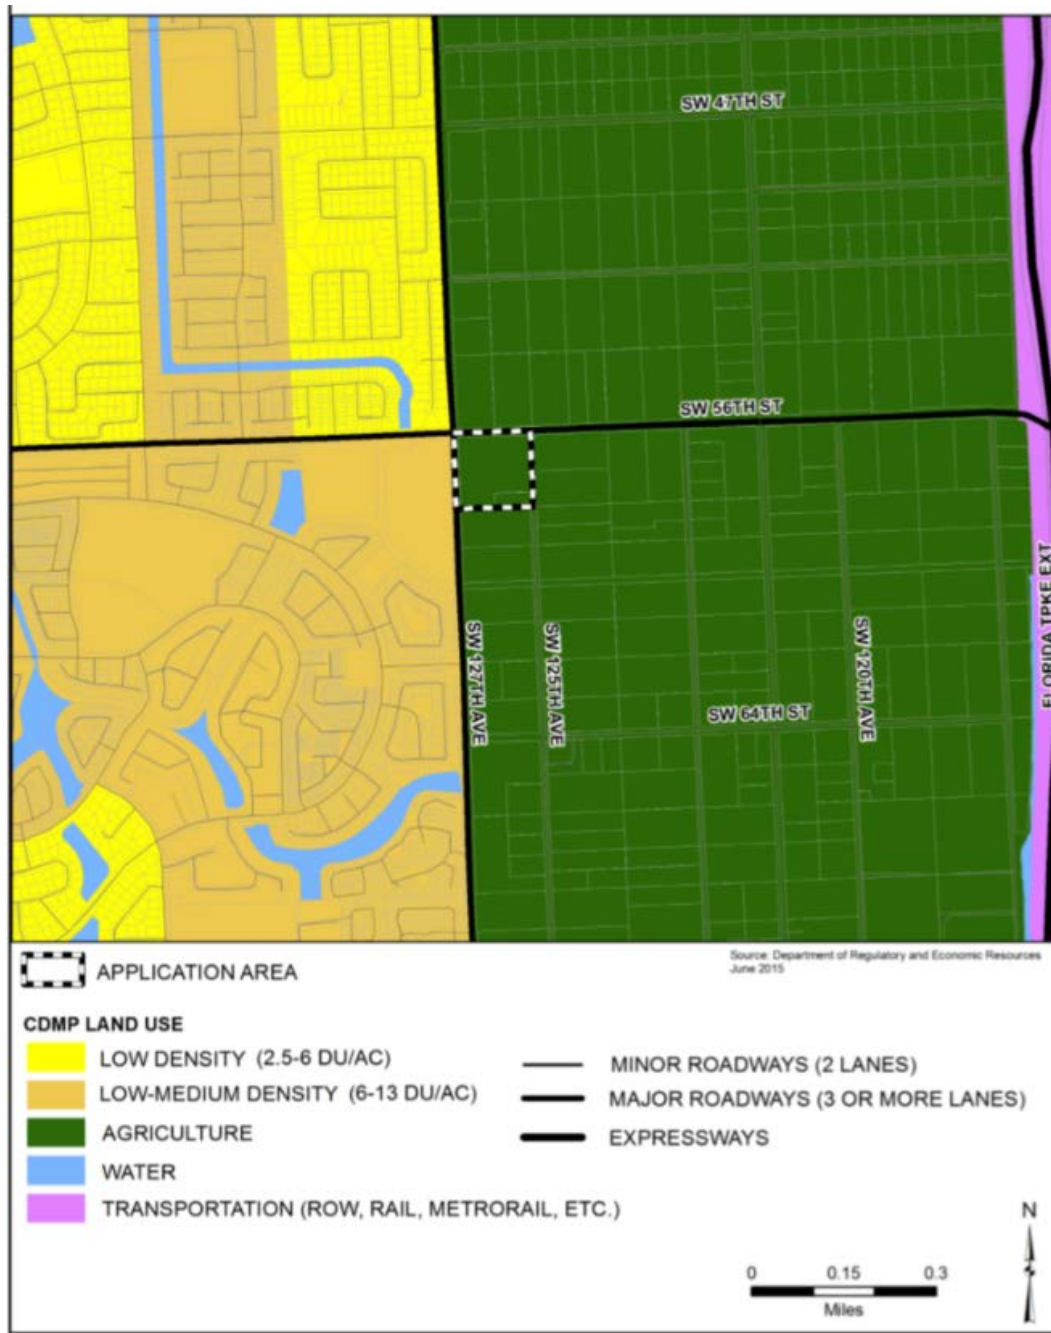 SW 47TH ST
SW 56TH ST
SW 127TH AVE
SW 125TH AVE
SW 120TH AVE
SW 64TH ST
FLORIDA TPKE EXT
Source: Department of Regulatory and Economic Resources
June 2015
APPLICATION AREA
CDMP LAND USE
LOW DENSITY (2.5-6 DU/AC)
LOW-MEDIUM DENSITY (6-13 DU/AC)
AGRICULTURE
WATER
TRANSPORTATION (ROW, RAIL, METRORAIL, ETC.)
MINOR ROADWAYS (2 LANES)
MAJOR ROADWAYS (3 OR MORE LANES)
EXPRESSWAYS
N
0 0.15 0.3
Miles